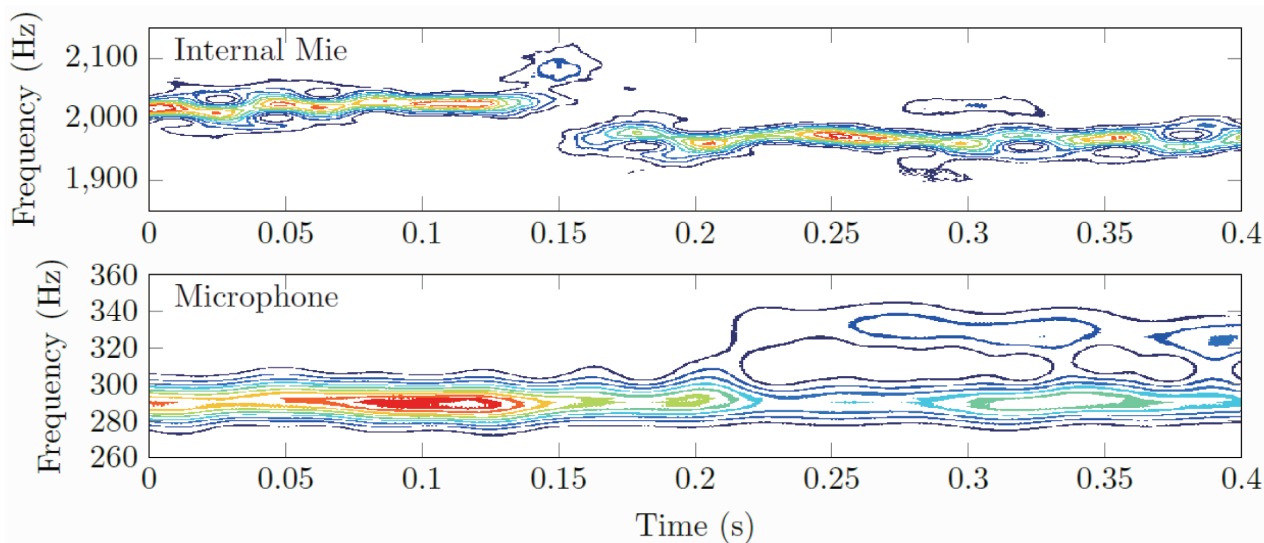 Frequency (Hz)
Internal Mie
2,100
2,000
1,900
0 0.05 0.1 0.15 0.2 0.25 0.3 0.35 0.4
Frequency (Hz)
Microphone
360
340
320
300
280
260
0 0.05 0.1 0.15 0.2 0.25 0.3 0.35 0.4
Time (s)